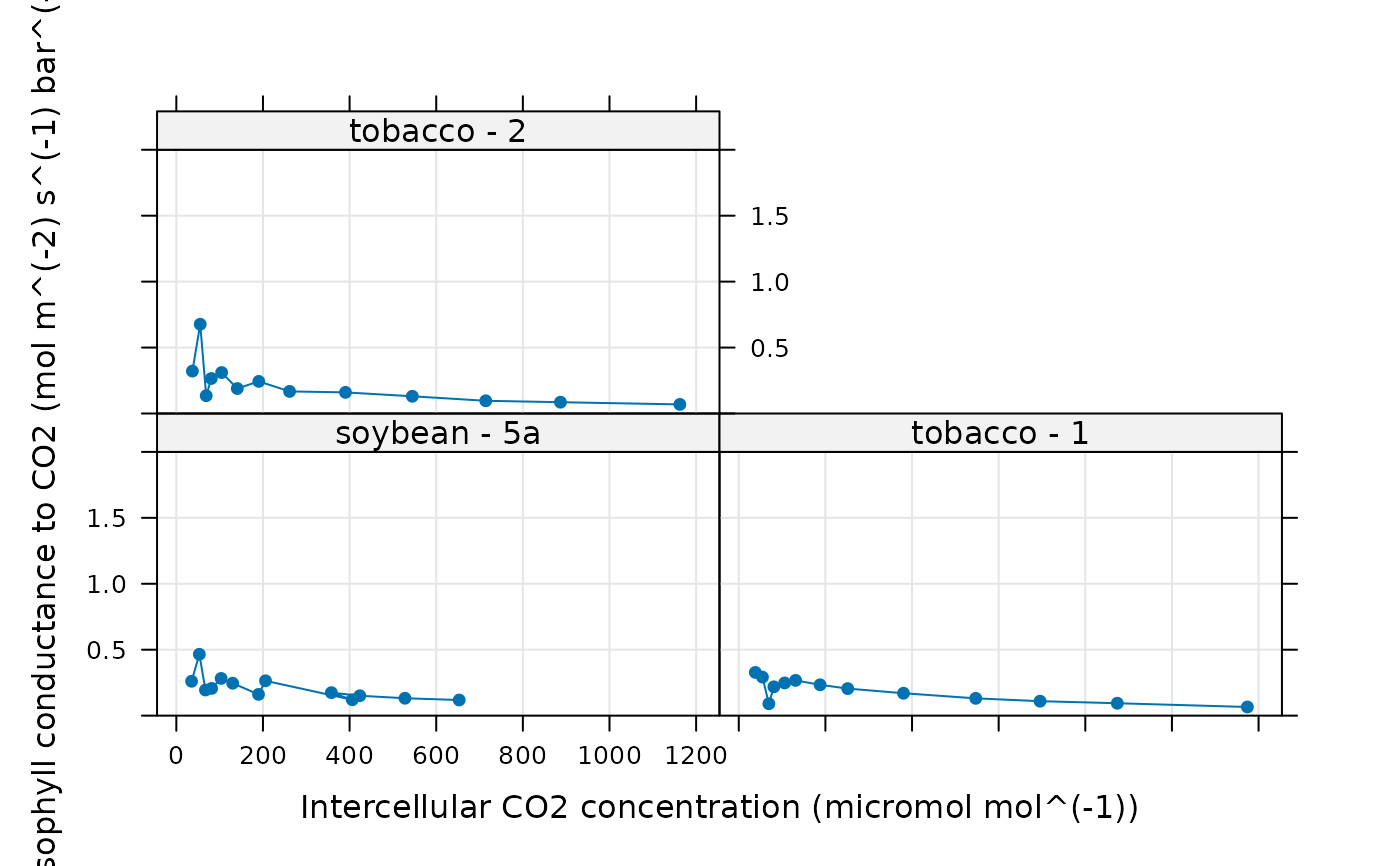 tobacco - 2
1.5
1.0
0.5
soybean - 5a
tobacco - 1
1.5
1.0
0.5
0 200 400 600 800 1000 1200
Intercellular CO2 concentration (micromol mol^(-1))
sophyll conductance to CO2 (mol m^(-2) s^(-1) bar^(-